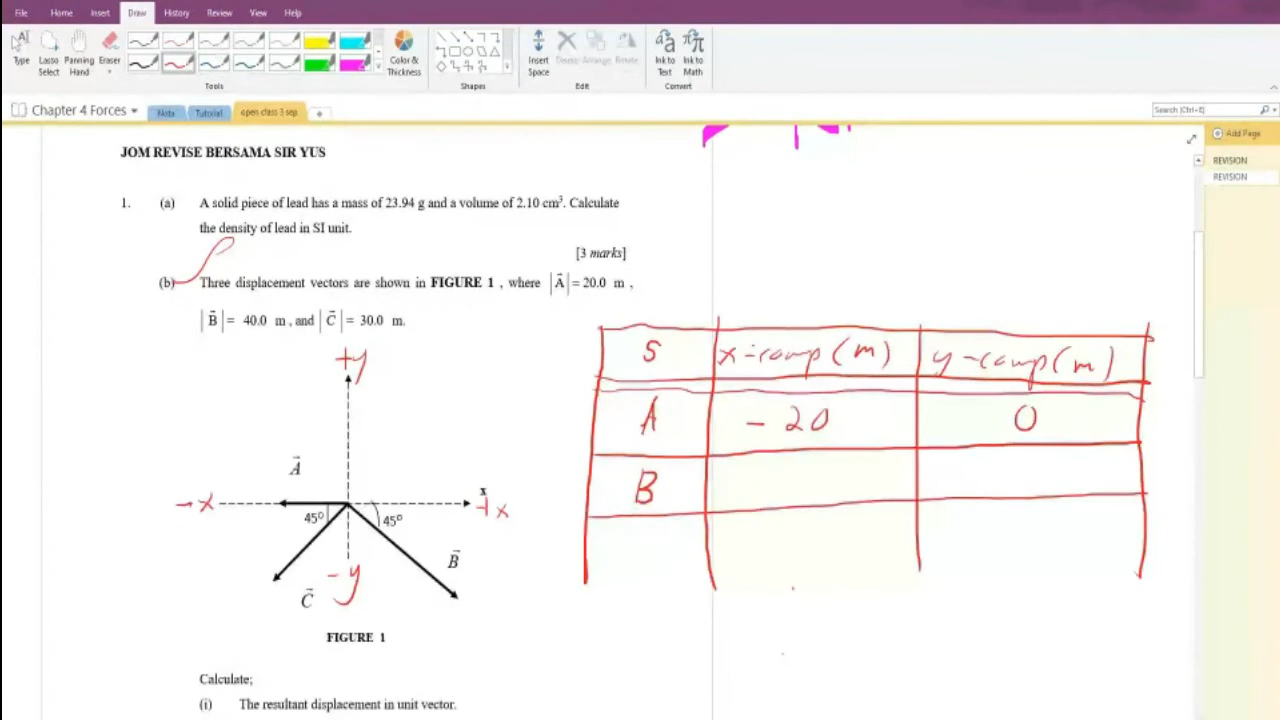 File Home Insert Draw History Review View Help
Type Lasso Select Panning Hand Eraser Color & Thickness Insert Space Delete Arrange Rotate Ink to Text Ink to Math
Tools Shapes Edit Convert
Chapter 4 Forces Nota Tutorial open class 3 sep Search (Ctrl+E)
Add Page
REVISION
REVISION
JOM REVISE BERSAMA SIR YUS
1. (a) A solid piece of lead has a mass of 23.94 g and a volume of 2.10 cm³. Calculate
the density of lead in SI unit.
[3 marks]
(b) Three displacement vectors are shown in FIGURE 1 , where |A⃗| = 20.0 m ,
|B⃗| = 40.0 m , and |C⃗| = 30.0 m.
+y
A⃗
-x
x
+x
45° 45°
B⃗
-y
C⃗
FIGURE 1
Calculate;
(i) The resultant displacement in unit vector.
S x-comp (m) y-comp (m)
A - 20 0
B